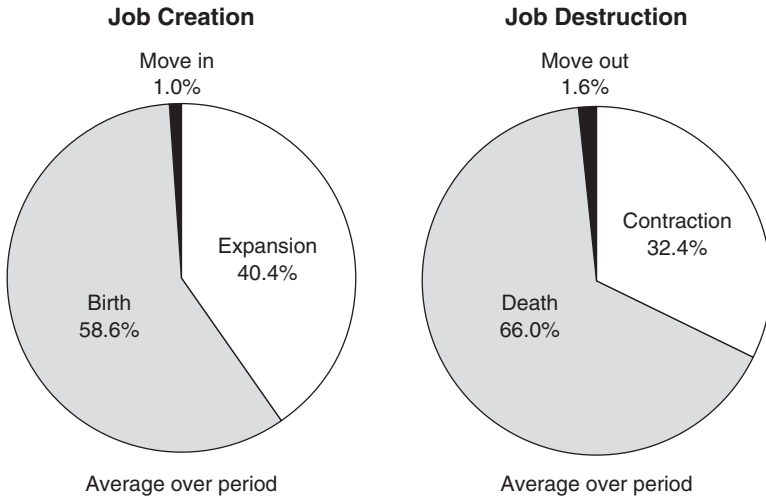 Job Creation
Move in
1.0%
Expansion
40.4%
Birth
58.6%
Average over period
Job Destruction
Move out
1.6%
Contraction
32.4%
Death
66.0%
Average over period